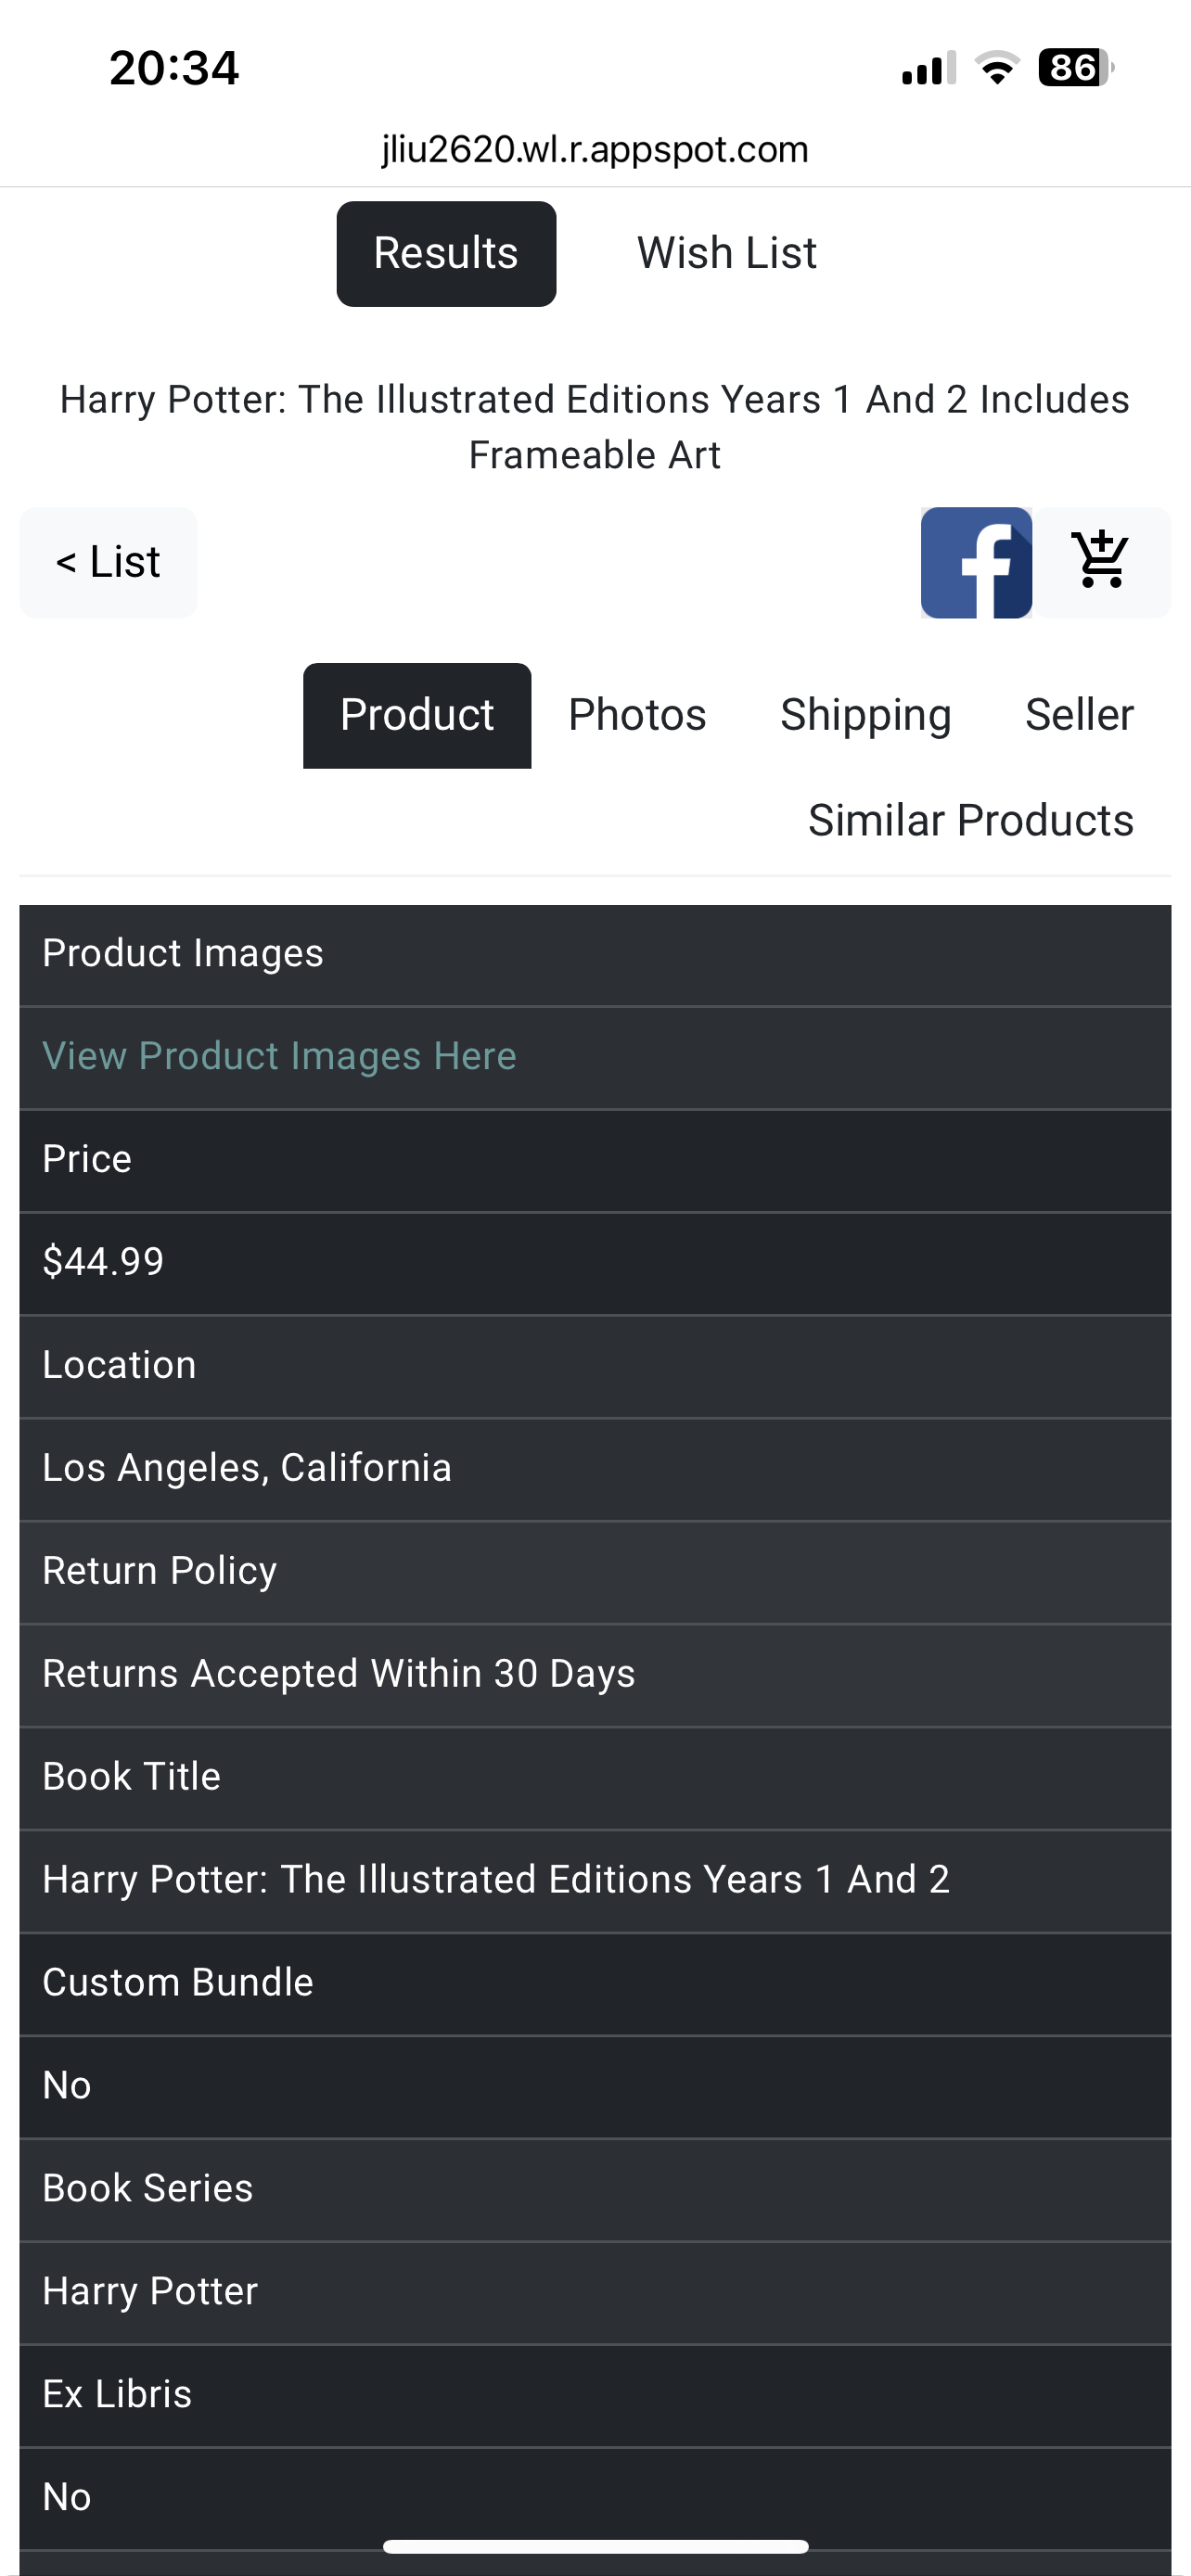 20:34
86
jliu2620.wl.r.appspot.com
Results Wish List
Harry Potter: The Illustrated Editions Years 1 And 2 Includes
Frameable Art
< List
Product Photos Shipping Seller
Similar Products
Product Images
View Product Images Here
Price
$44.99
Location
Los Angeles, California
Return Policy
Returns Accepted Within 30 Days
Book Title
Harry Potter: The Illustrated Editions Years 1 And 2
Custom Bundle
No
Book Series
Harry Potter
Ex Libris
No